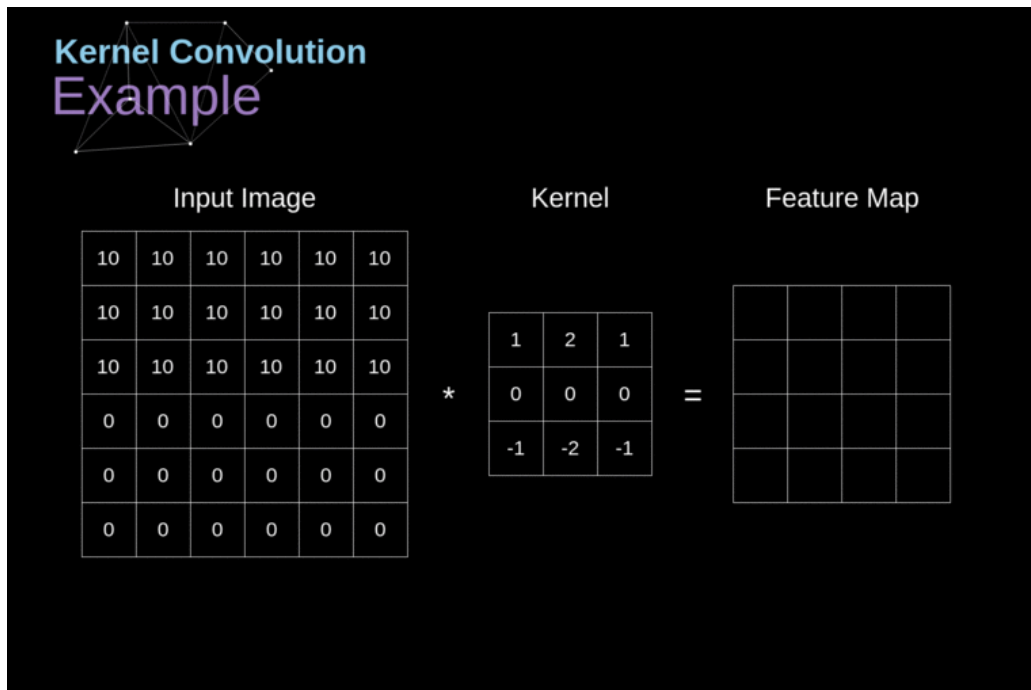 Kernel Convolution
Example
Input Image Kernel Feature Map
10 10 10 10 10 10
10 10 10 10 10 10
1 2 1
10 10 10 10 10 10
* 0 0 0 =
0 0 0 0 0 0
-1 -2 -1
0 0 0 0 0 0
0 0 0 0 0 0